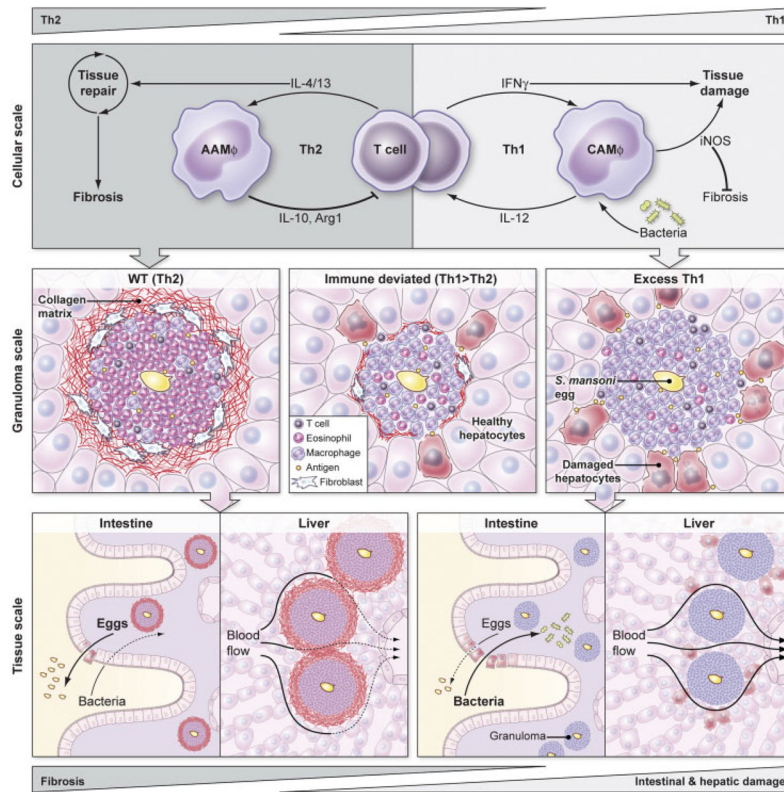 Th2
Th1
Cellular scale
Tissue
repair
IL-4/13
IFNγ
Tissue
damage
AAMϕ
Th2
T cell
Th1
CAMϕ
iNOS
Fibrosis
Fibrosis
IL-10, Arg1
IL-12
Bacteria
Granuloma scale
WT (Th2)
Immune deviated (Th1>Th2)
Excess Th1
Collagen
matrix
S. mansoni
egg
T cell
Eosinophil
Macrophage
Antigen
Fibroblast
Healthy
hepatocytes
Damaged
hepatocytes
Tissue scale
Intestine
Liver
Intestine
Liver
Eggs
Bacteria
Blood
flow
Eggs
Bacteria
Granuloma
Blood
flow
Fibrosis
Intestinal & hepatic damage